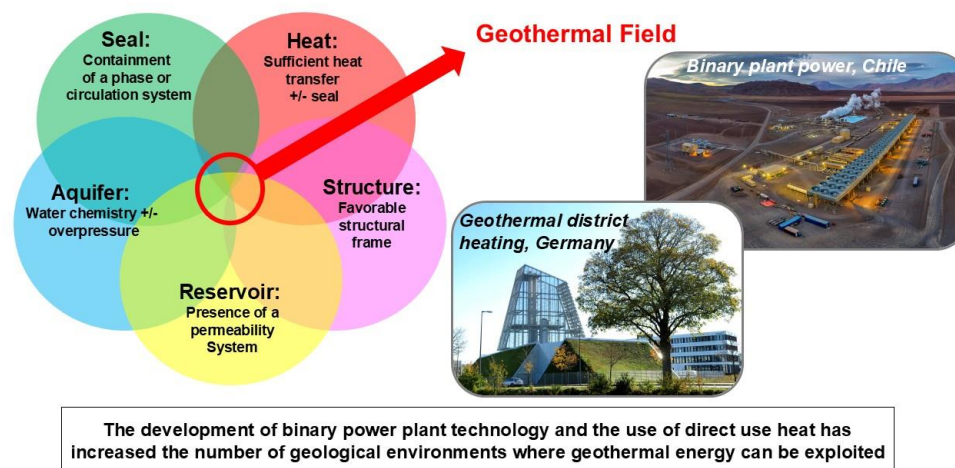 Seal:
Containment
of a phase or
circulation system
Heat:
Sufficient heat
transfer
+/- seal
Geothermal Field
Binary plant power, Chile
Aquifer:
Water chemistry +/-
overpressure
Structure:
Favorable
structural
frame
Geothermal district
heating, Germany
Reservoir:
Presence of a
permeability
System
The development of binary power plant technology and the use of direct use heat has
increased the number of geological environments where geothermal energy can be exploited